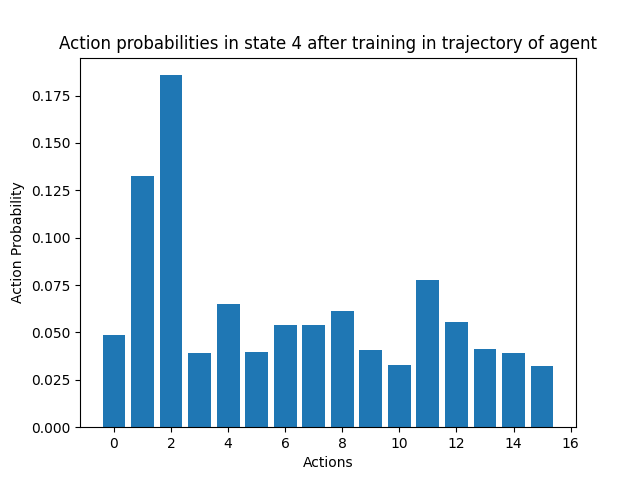 Action probabilities in state 4 after training in trajectory of agent
0.175
0.150
0.125
0.100
0.075
0.050
0.025
0.000
Action Probability
0 2 4 6 8 10 12 14 16
Actions